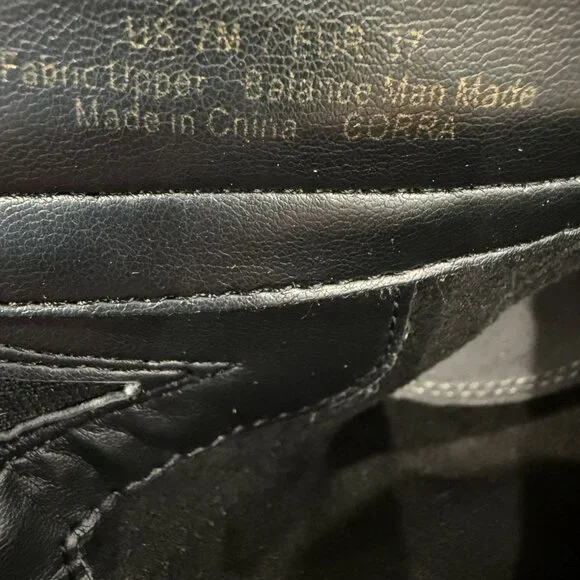 US 7M / EUR 37
Fabric Upper Balance Man Made
Made in China GORRA